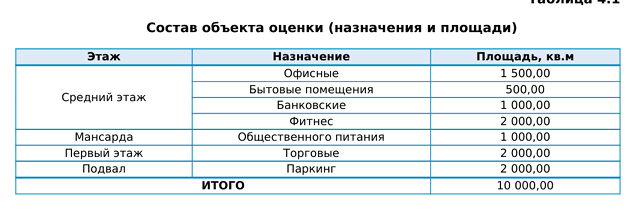 Таблица 4.1
Состав объекта оценки (назначения и площади)
Этаж Назначение Площадь, кв.м
Средний этаж Офисные 1 500,00
Бытовые помещения 500,00
Банковские 1 000,00
Фитнес 2 000,00
Мансарда Общественного питания 1 000,00
Первый этаж Торговые 2 000,00
Подвал Паркинг 2 000,00
ИТОГО 10 000,00